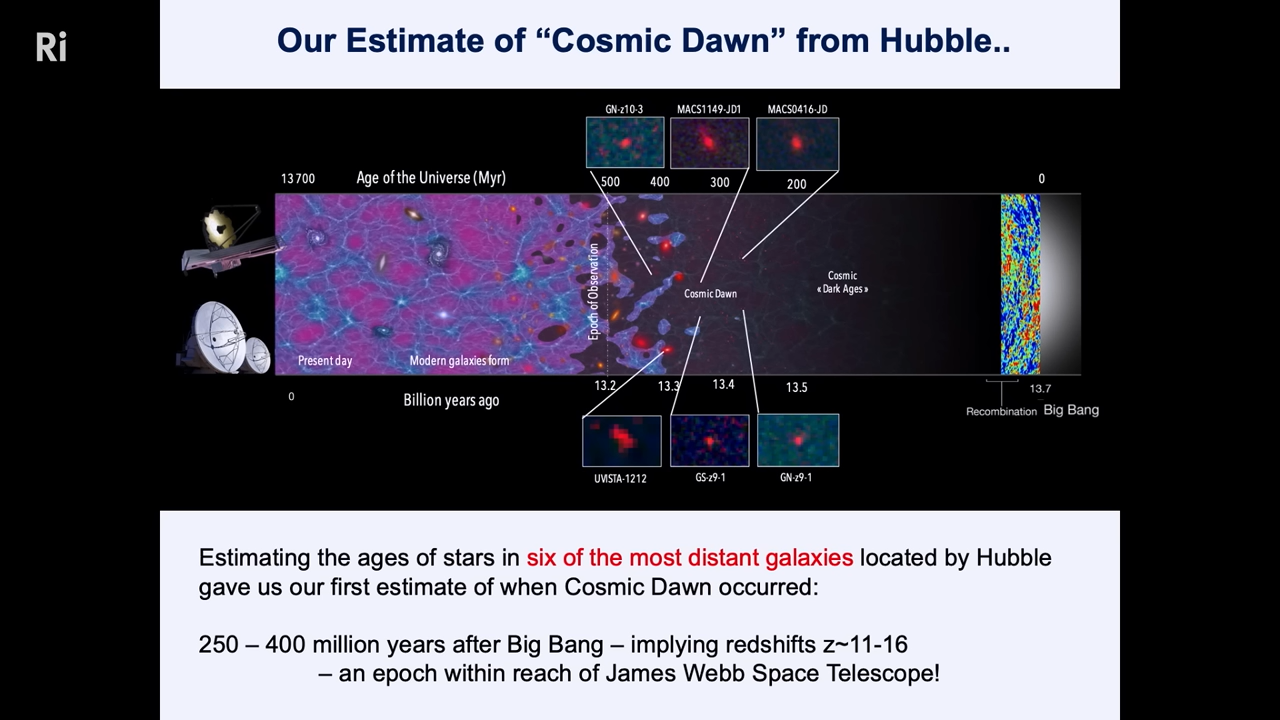 Ri
Our Estimate of “Cosmic Dawn” from Hubble..
GN-z10-3 MACS1149-JD1 MACS0416-JD
13700 Age of the Universe (Myr) 500 400 300 200 0
Epoch of Observation
Cosmic Dawn
Cosmic
«Dark Ages»
Present day Modern galaxies form
0 Billion years ago 13.2 13.3 13.4 13.5 13.7
Recombination Big Bang
UVISTA-1212 GS-z9-1 GN-z9-1
Estimating the ages of stars in six of the most distant galaxies located by Hubble
gave us our first estimate of when Cosmic Dawn occurred:
250 – 400 million years after Big Bang – implying redshifts z~11-16
– an epoch within reach of James Webb Space Telescope!